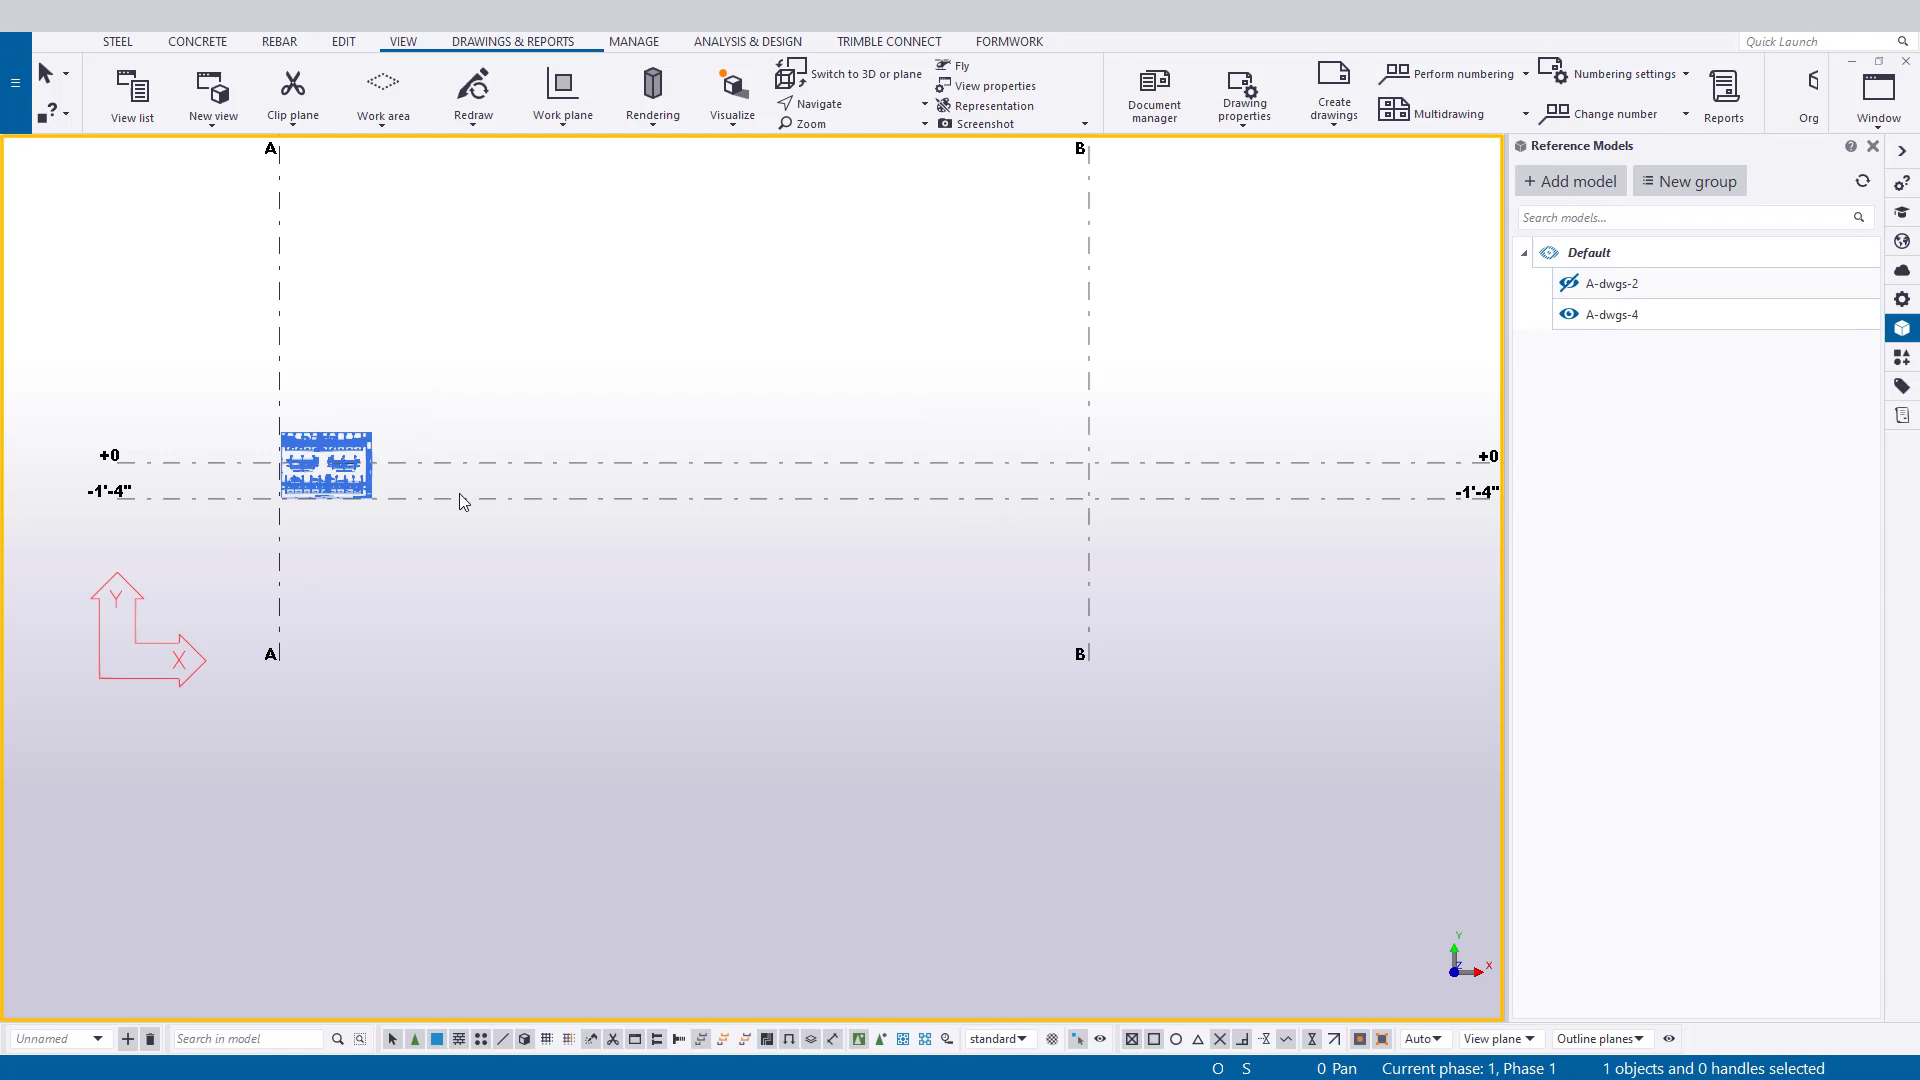 STEEL CONCRETE REBAR EDIT VIEW DRAWINGS & REPORTS MANAGE ANALYSIS & DESIGN TRIMBLE CONNECT FORMWORK Quick Launch
View list New view Clip plane Work area Redraw Work plane Rendering Visualize
Switch to 3D or plane
Navigate
Zoom
Fly
View properties
Representation
Screenshot
Document manager
Drawing properties
Create drawings
Perform numbering
Multidrawing
Numbering settings
Change number
Reports
Org
Window
A B
+0 +0
-1'-4" -1'-4"
Y
X
A B
Y
Z X
Reference Models
+ Add model New group
Search models...
Default
A-dwgs-2
A-dwgs-4
Unnamed Search in model standard Auto View plane Outline planes
O S 0 Pan Current phase: 1, Phase 1 1 objects and 0 handles selected